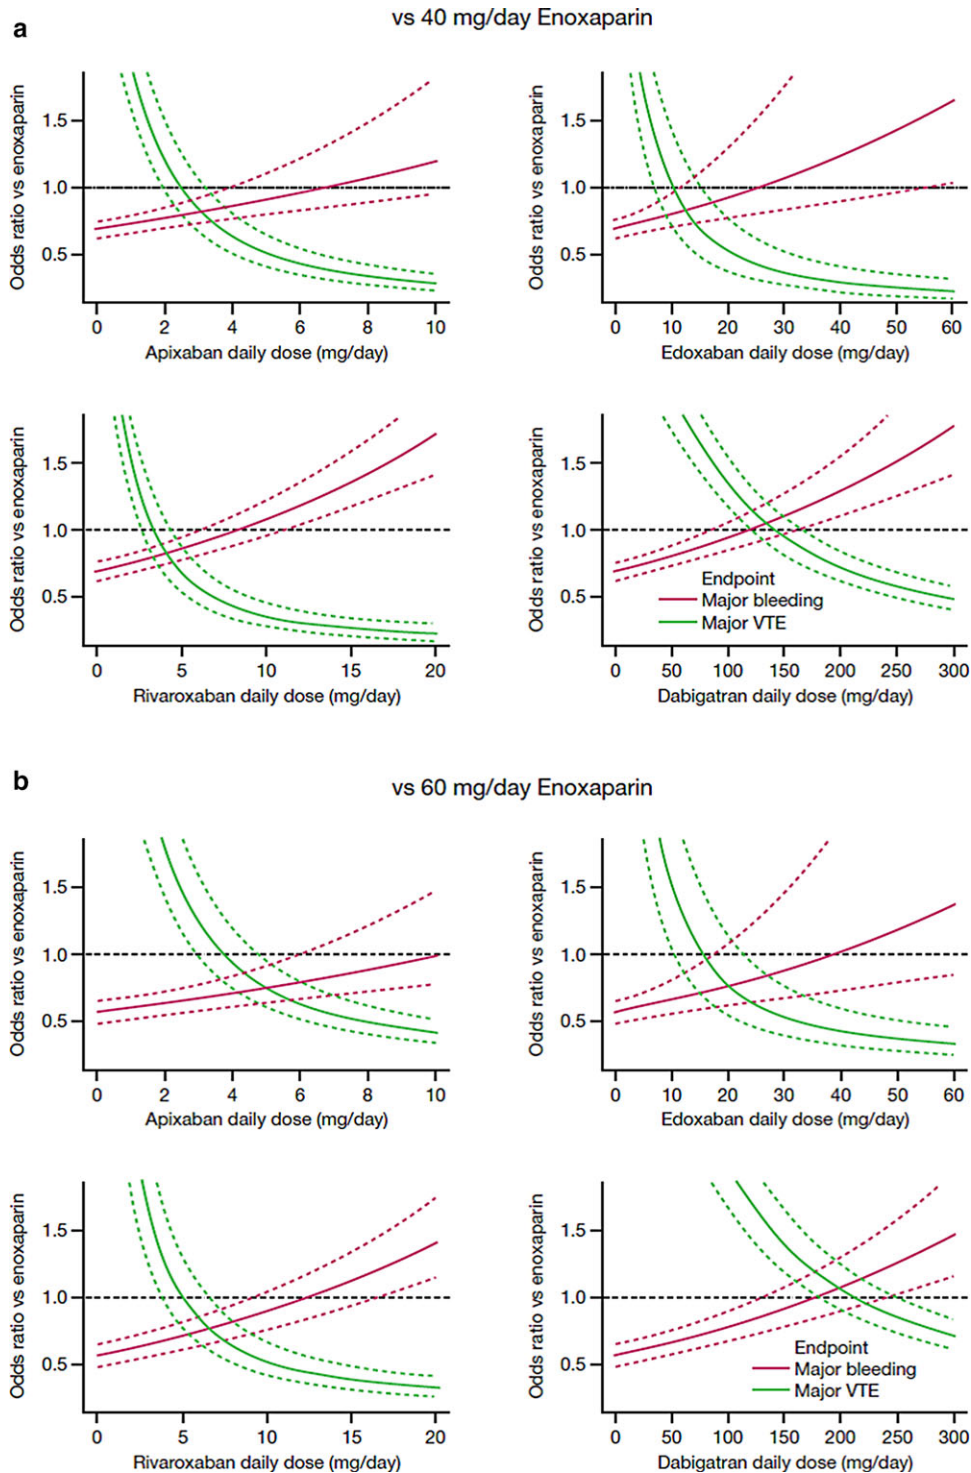 a
vs 40 mg/day Enoxaparin
Odds ratio vs enoxaparin
1.5
1.0
0.5
0 2 4 6 8 10
Apixaban daily dose (mg/day)
Odds ratio vs enoxaparin
1.5
1.0
0.5
0 10 20 30 40 50 60
Edoxaban daily dose (mg/day)
Odds ratio vs enoxaparin
1.5
1.0
0.5
0 5 10 15 20
Rivaroxaban daily dose (mg/day)
Odds ratio vs enoxaparin
1.5
1.0
0.5
Endpoint
Major bleeding
Major VTE
0 50 100 150 200 250 300
Dabigatran daily dose (mg/day)
b
vs 60 mg/day Enoxaparin
Odds ratio vs enoxaparin
1.5
1.0
0.5
0 2 4 6 8 10
Apixaban daily dose (mg/day)
Odds ratio vs enoxaparin
1.5
1.0
0.5
0 10 20 30 40 50 60
Edoxaban daily dose (mg/day)
Odds ratio vs enoxaparin
1.5
1.0
0.5
0 5 10 15 20
Rivaroxaban daily dose (mg/day)
Odds ratio vs enoxaparin
1.5
1.0
0.5
Endpoint
Major bleeding
Major VTE
0 50 100 150 200 250 300
Dabigatran daily dose (mg/day)